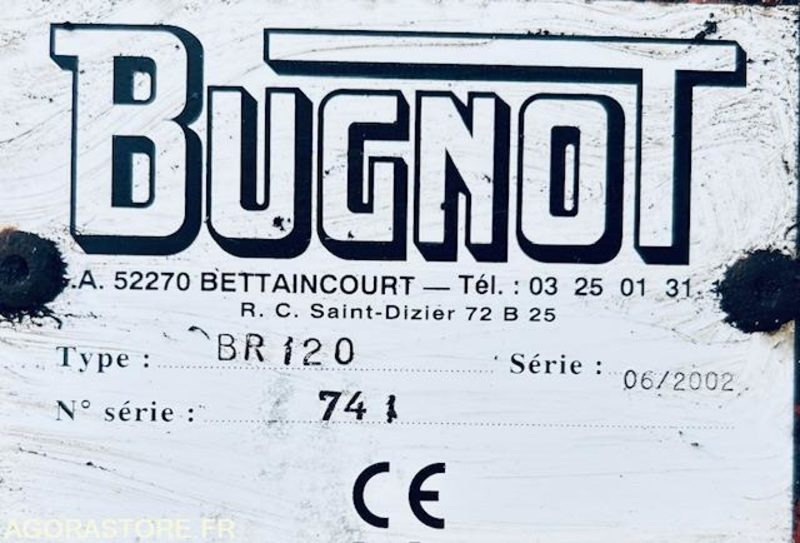 BUGNOT
.A. 52270 BETTAINCOURT — Tél. : 03 25 01 31
R. C. Saint-Dizier 72 B 25
Type : BR 120 Série : 06/2002
N° série : 741
CE
AGORASTORE.FR